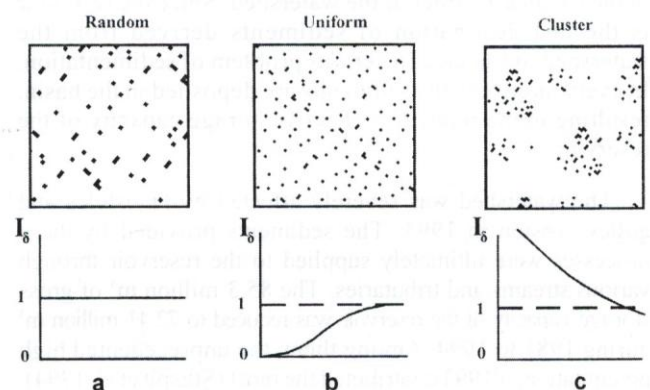 Random Uniform Cluster
Iδ Iδ Iδ
1 1 1
0 0 0
a b c